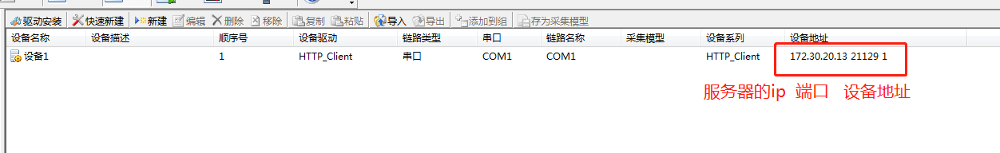 驱动安装 快速新建 新建 编辑 删除 移除 复制 粘贴 导入 导出 添加到组 存为采集模型
设备名称 设备描述 顺序号 设备驱动 链路类型 串口 链路名称 采集模型 设备系列 设备地址
设备1 1 HTTP_Client 串口 COM1 COM1 HTTP_Client 172.30.20.13 21129 1
服务器的ip 端口 设备地址